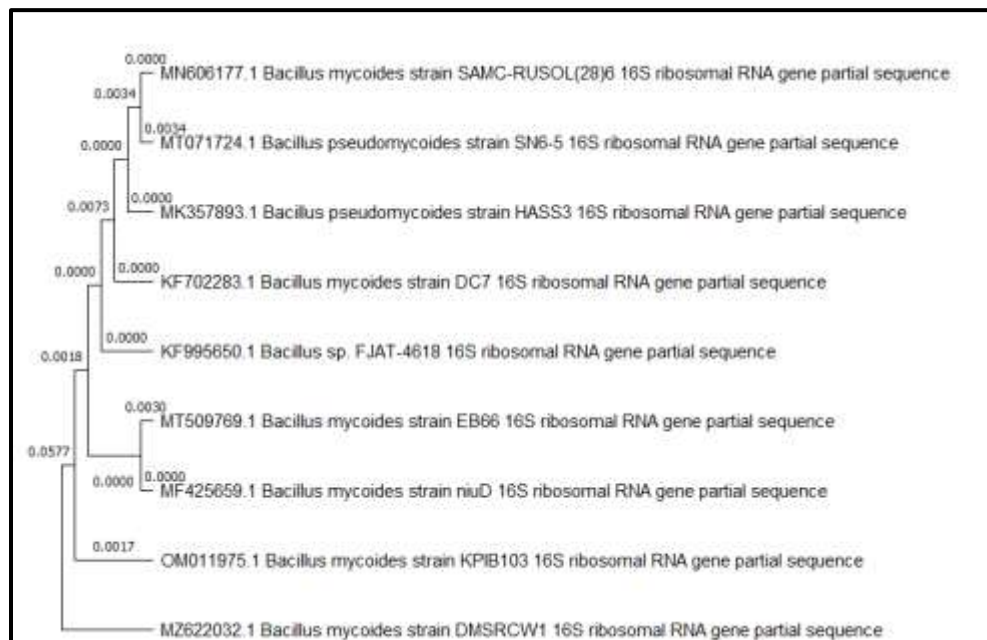 0.0000
MN606177.1 Bacillus mycoides strain SAMC-RUSOL(28)6 16S ribosomal RNA gene partial sequence
0.0034
0.0034
MT071724.1 Bacillus pseudomycoides strain SN6-5 16S ribosomal RNA gene partial sequence
0.0000
0.0000
MK357893.1 Bacillus pseudomycoides strain HASS3 16S ribosomal RNA gene partial sequence
0.0073
0.0000
KF702283.1 Bacillus mycoides strain DC7 16S ribosomal RNA gene partial sequence
0.0000
0.0000
KF995650.1 Bacillus sp. FJAT-4618 16S ribosomal RNA gene partial sequence
0.0018
0.0030
MT509769.1 Bacillus mycoides strain EB66 16S ribosomal RNA gene partial sequence
0.0577
0.0000
0.0000
MF425659.1 Bacillus mycoides strain niuD 16S ribosomal RNA gene partial sequence
0.0017
OM011975.1 Bacillus mycoides strain KPIB103 16S ribosomal RNA gene partial sequence
MZ622032.1 Bacillus mycoides strain DMSRCW1 16S ribosomal RNA gene partial sequence